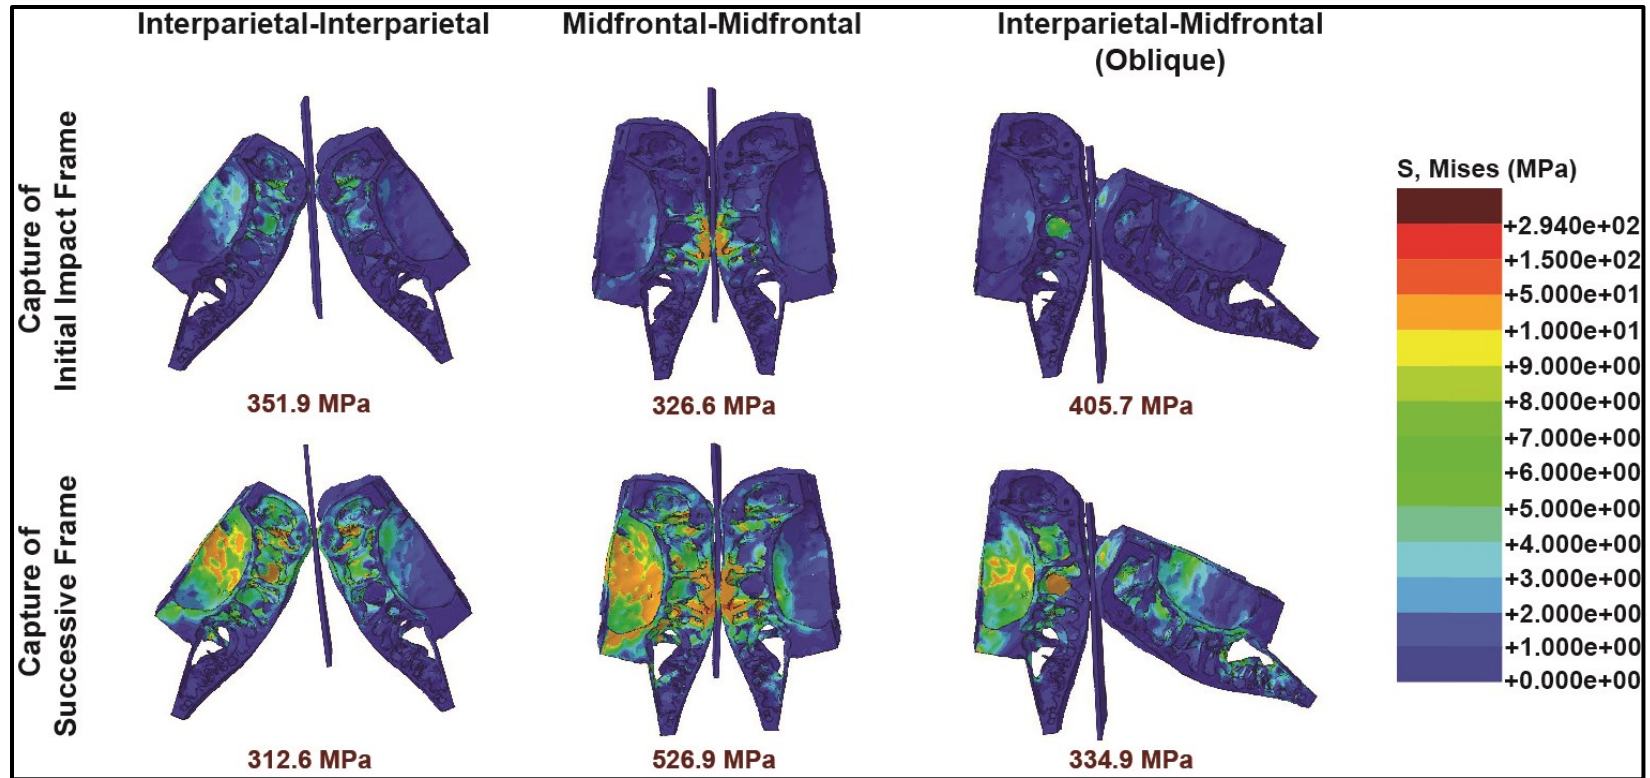 Interparietal-Interparietal
Midfrontal-Midfrontal
Interparietal-Midfrontal
(Oblique)
Capture of
Initial Impact Frame
351.9 MPa
326.6 MPa
405.7 MPa
Capture of
Successive Frame
312.6 MPa
526.9 MPa
334.9 MPa
S, Mises (MPa)
+2.940e+02
+1.500e+02
+5.000e+01
+1.000e+01
+9.000e+00
+8.000e+00
+7.000e+00
+6.000e+00
+5.000e+00
+4.000e+00
+3.000e+00
+2.000e+00
+1.000e+00
+0.000e+00